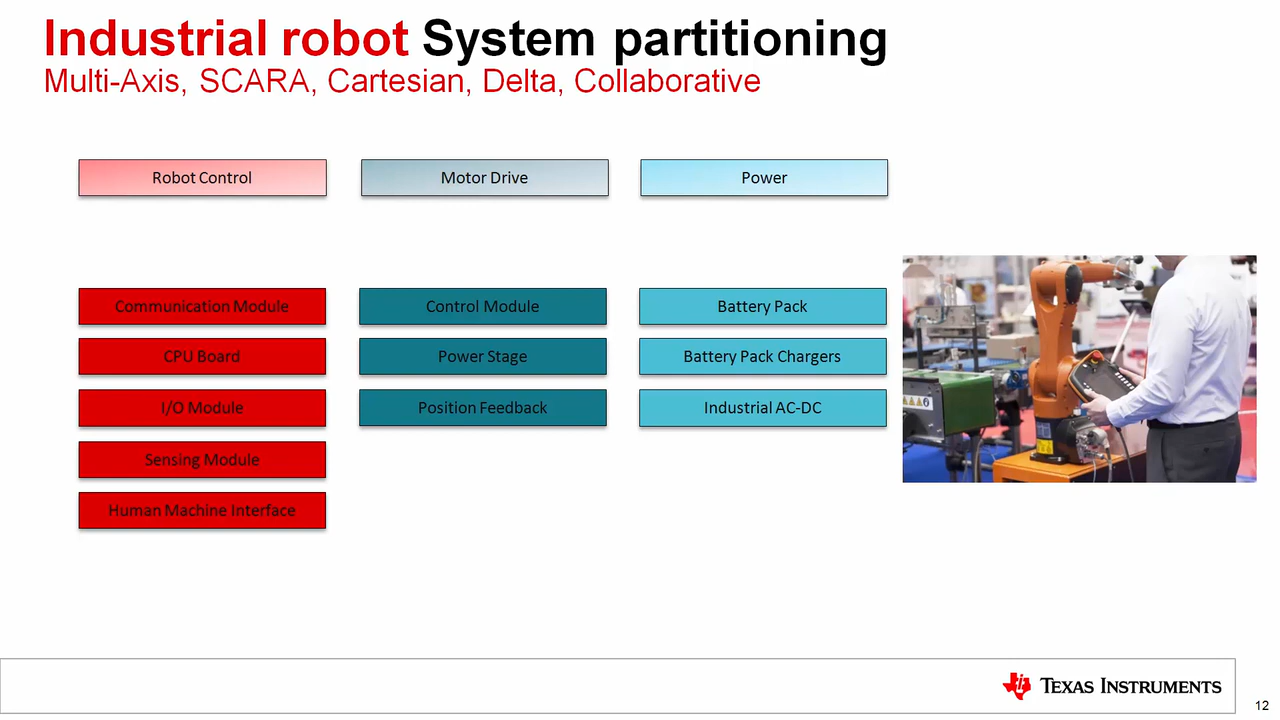 Industrial robot System partitioning
Multi-Axis, SCARA, Cartesian, Delta, Collaborative
Robot Control
Motor Drive
Power
Communication Module
Control Module
Battery Pack
CPU Board
Power Stage
Battery Pack Chargers
I/O Module
Position Feedback
Industrial AC-DC
Sensing Module
Human Machine Interface
TEXAS INSTRUMENTS
12